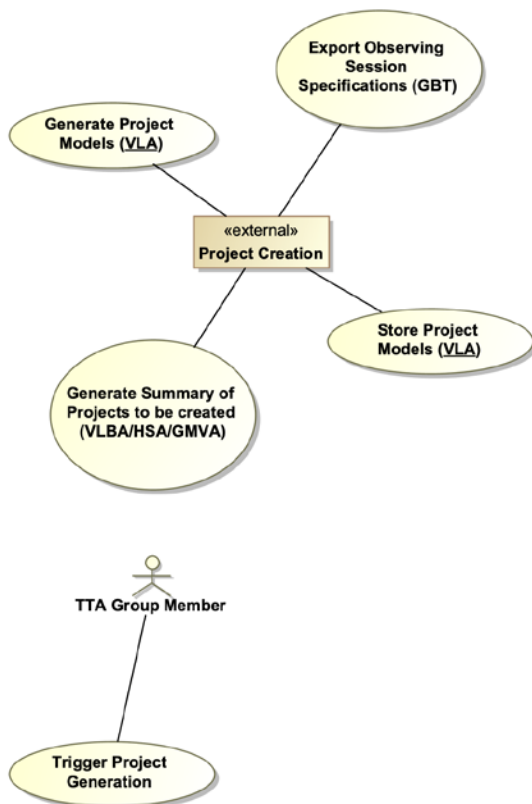 Export Observing
Session
Specifications (GBT)
Generate Project
Models (VLA)
«external»
Project Creation
Store Project
Models (VLA)
Generate Summary of
Projects to be created
(VLBA/HSA/GMVA)
TTA Group Member
Trigger Project
Generation